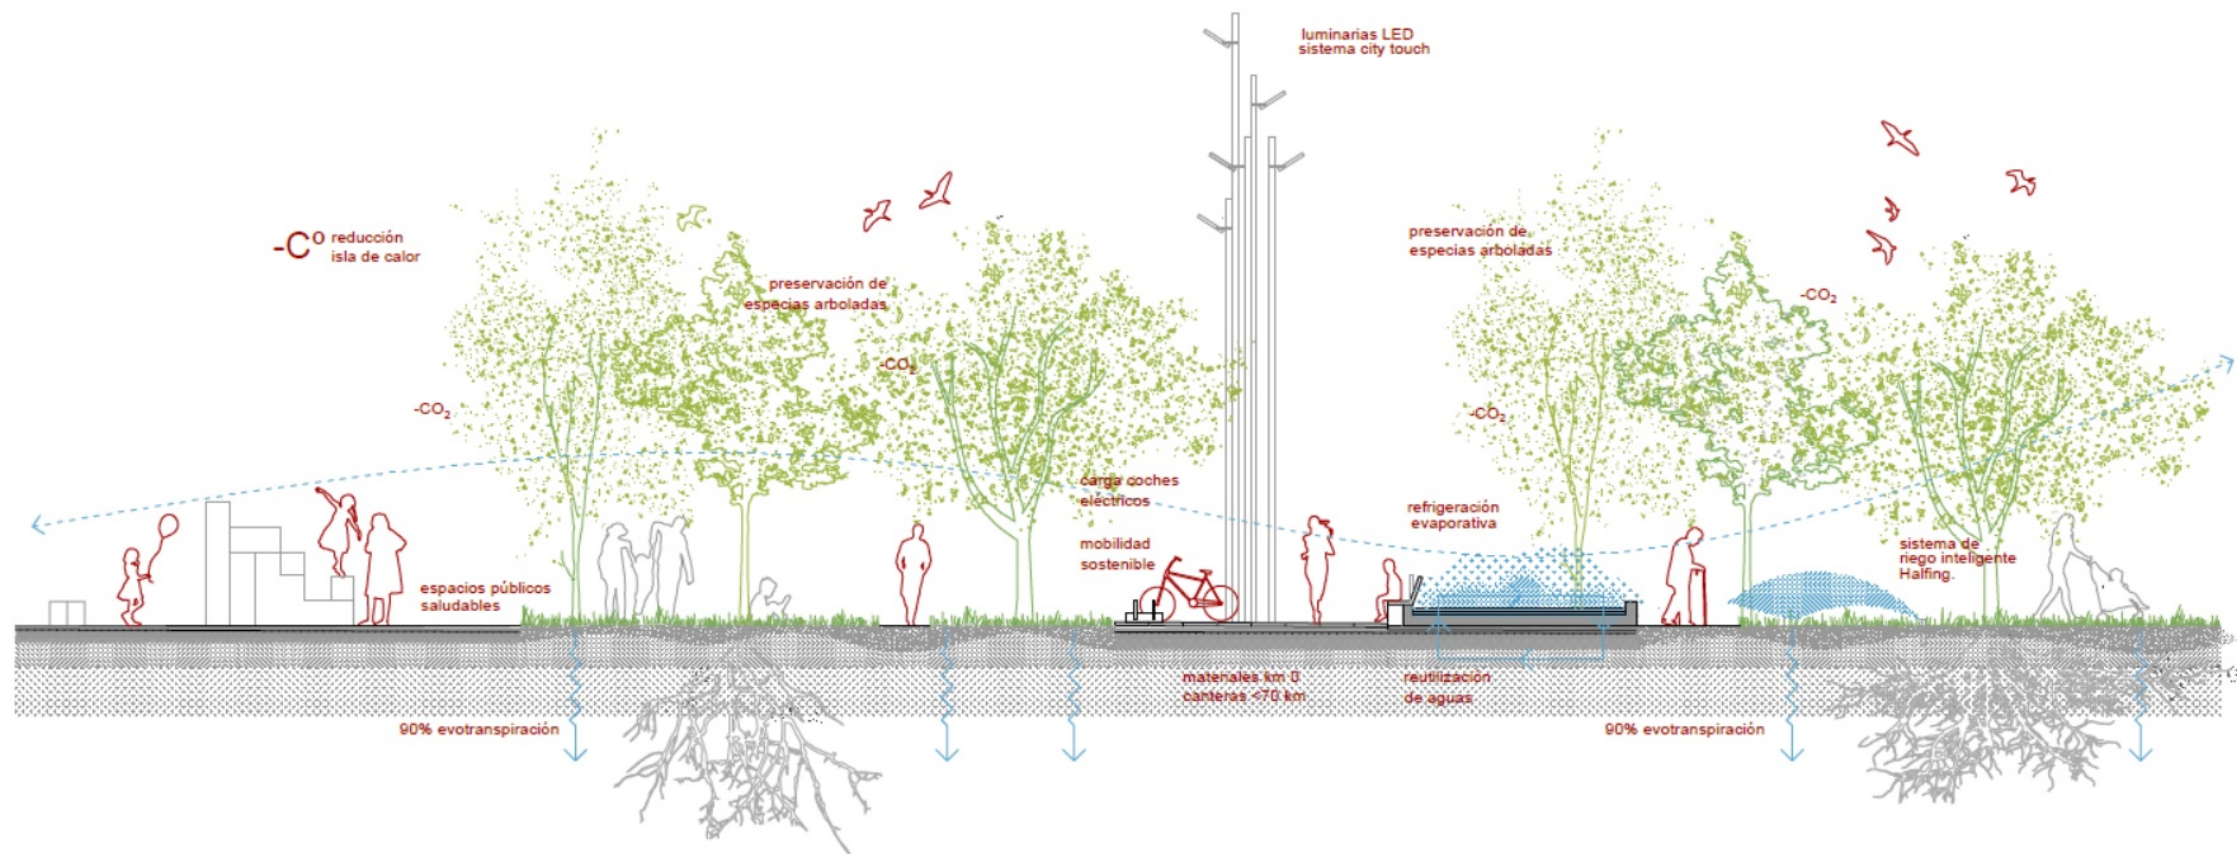 luminarias LED
sistema city touch
-Cº reducción
isla de calor
preservación de
especias arboladas
preservación de
especias arboladas
-CO₂
-CO₂
-CO₂
-CO₂
carga coches
eléctricos
mobilidad
sostenible
refrigeración
evaporativa
sistema de
riego inteligente
Halfing.
espacios públicos
saludables
materiales km 0
canteras <70 km
reutilización
de aguas
90% evotranspiración
90% evotranspiración